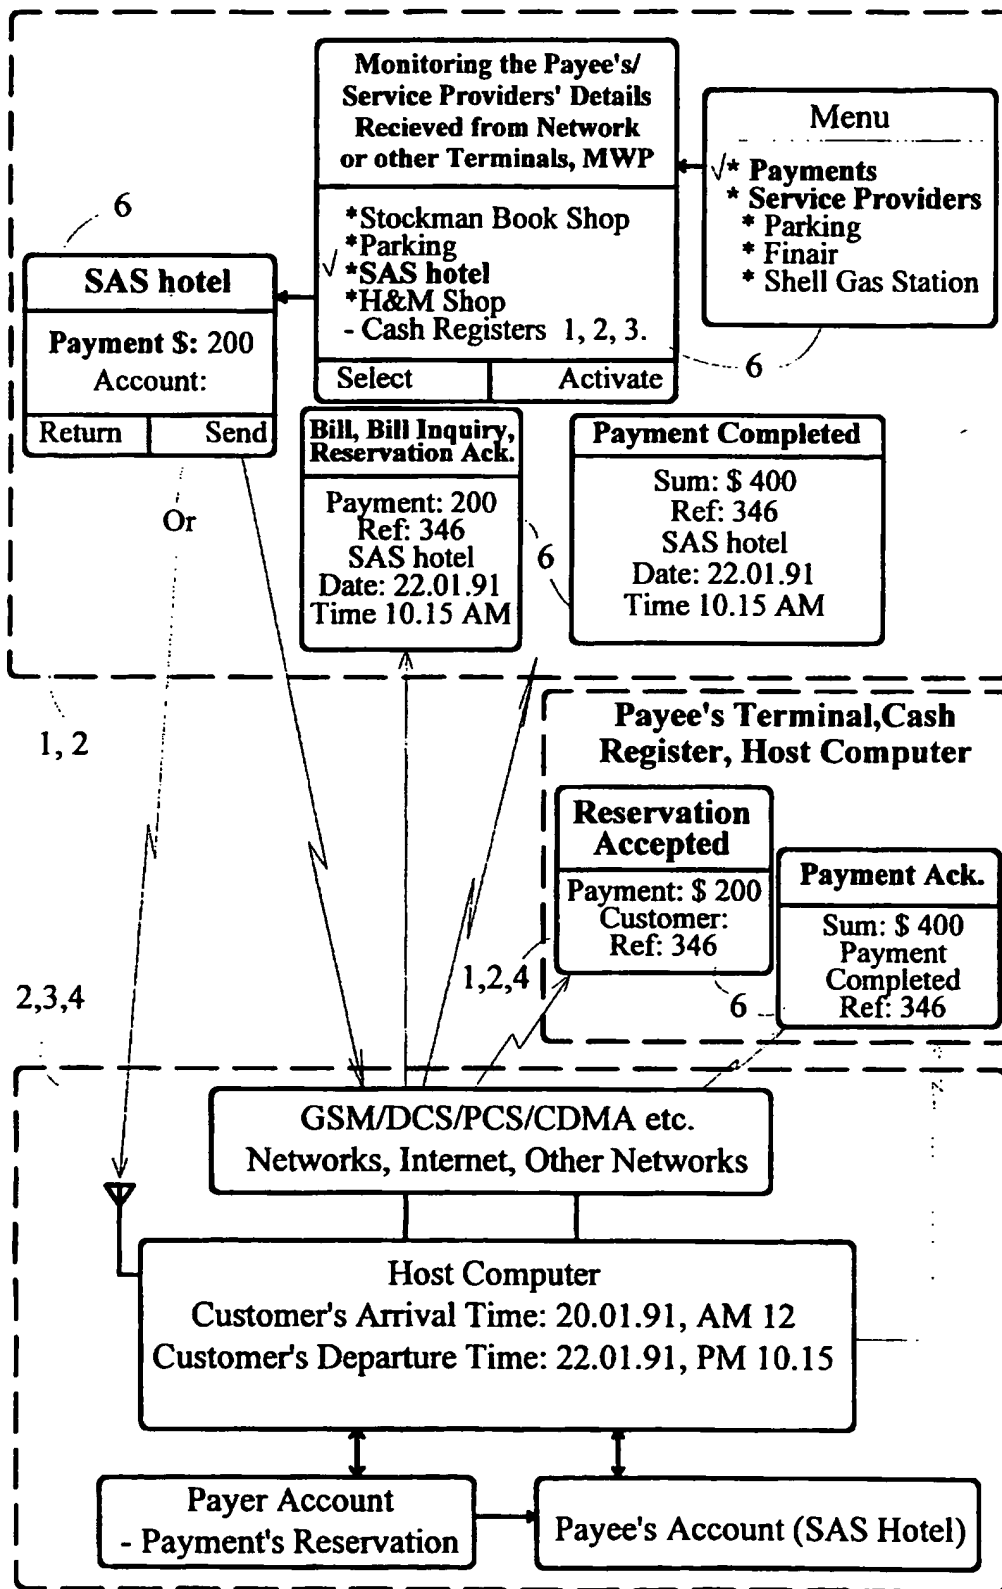 Monitoring the Payee's/
Service Providers' Details
Recieved from Network
or other Terminals, MWP
*Stockman Book Shop
*Parking
√
*SAS hotel
*H&M Shop
- Cash Registers 1, 2, 3.
Select Activate
Menu
√* Payments
* Service Providers
* Parking
* Finair
* Shell Gas Station
6
6
SAS hotel
Payment $: 200
Account:
Return Send
Or
Bill, Bill Inquiry,
Reservation Ack.
Payment: 200
Ref: 346
SAS hotel
Date: 22.01.91
Time 10.15 AM
6
Payment Completed
Sum: $ 400
Ref: 346
SAS hotel
Date: 22.01.91
Time 10.15 AM
1, 2
Payee's Terminal,Cash
Register, Host Computer
Reservation
Accepted
Payment: $ 200
Customer:
Ref: 346
Payment Ack.
Sum: $ 400
Payment
Completed
Ref: 346
1,2,4
6
2,3,4
GSM/DCS/PCS/CDMA etc.
Networks, Internet, Other Networks
Host Computer
Customer's Arrival Time: 20.01.91, AM 12
Customer's Departure Time: 22.01.91, PM 10.15
Payer Account
- Payment's Reservation
Payee's Account (SAS Hotel)